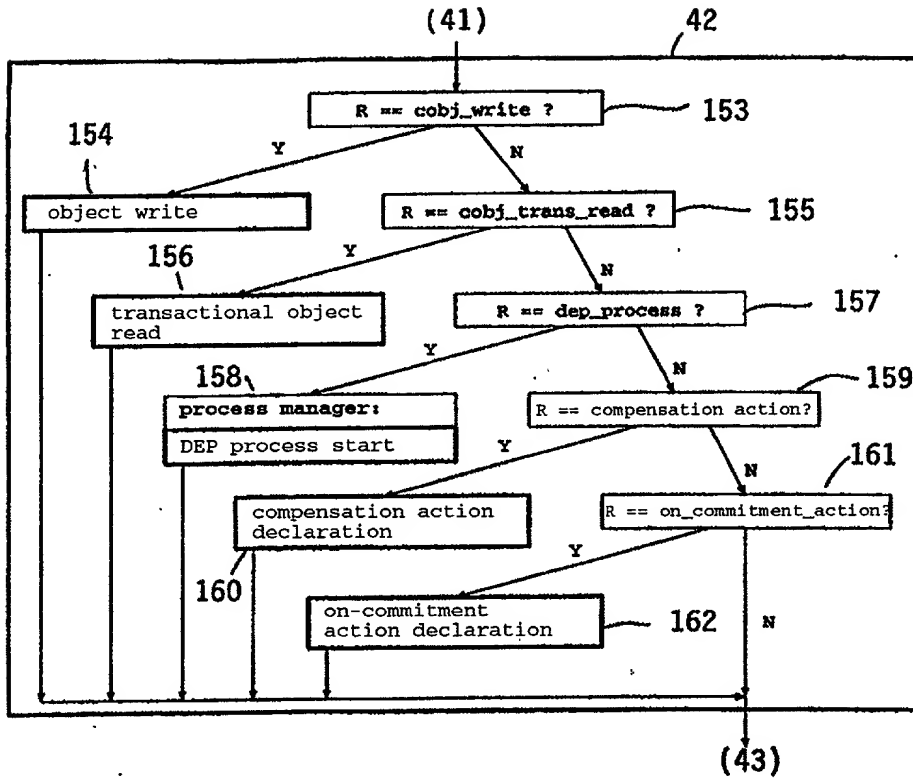 (41)
42
R == cobj_write ?
153
154
Y
N
object write
R == cobj_trans_read ?
155
156
Y
N
transactional object
read
R == dep_process ?
157
158
Y
N
159
process manager:
DEP process start
R == compensation action?
Y
N
161
compensation action
declaration
R == on_commitment_action?
160
Y
on-commitment
action declaration
162
N
(43)